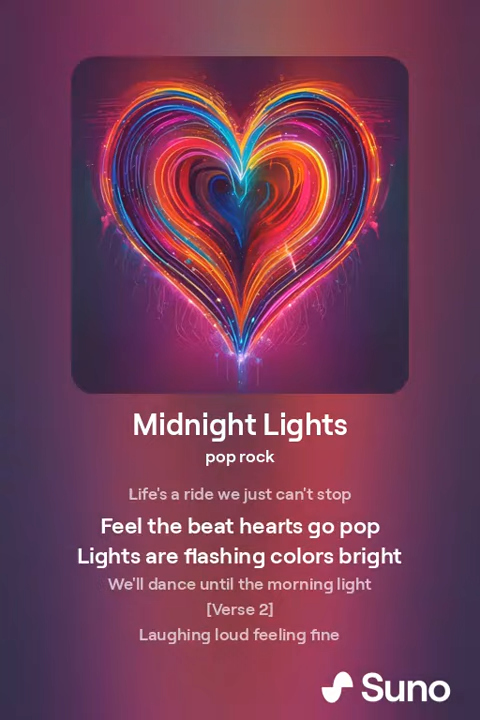 Midnight Lights
pop rock
Life's a ride we just can't stop
Feel the beat hearts go pop
Lights are flashing colors bright
We'll dance until the morning light
[Verse 2]
Laughing loud feeling fine
Suno